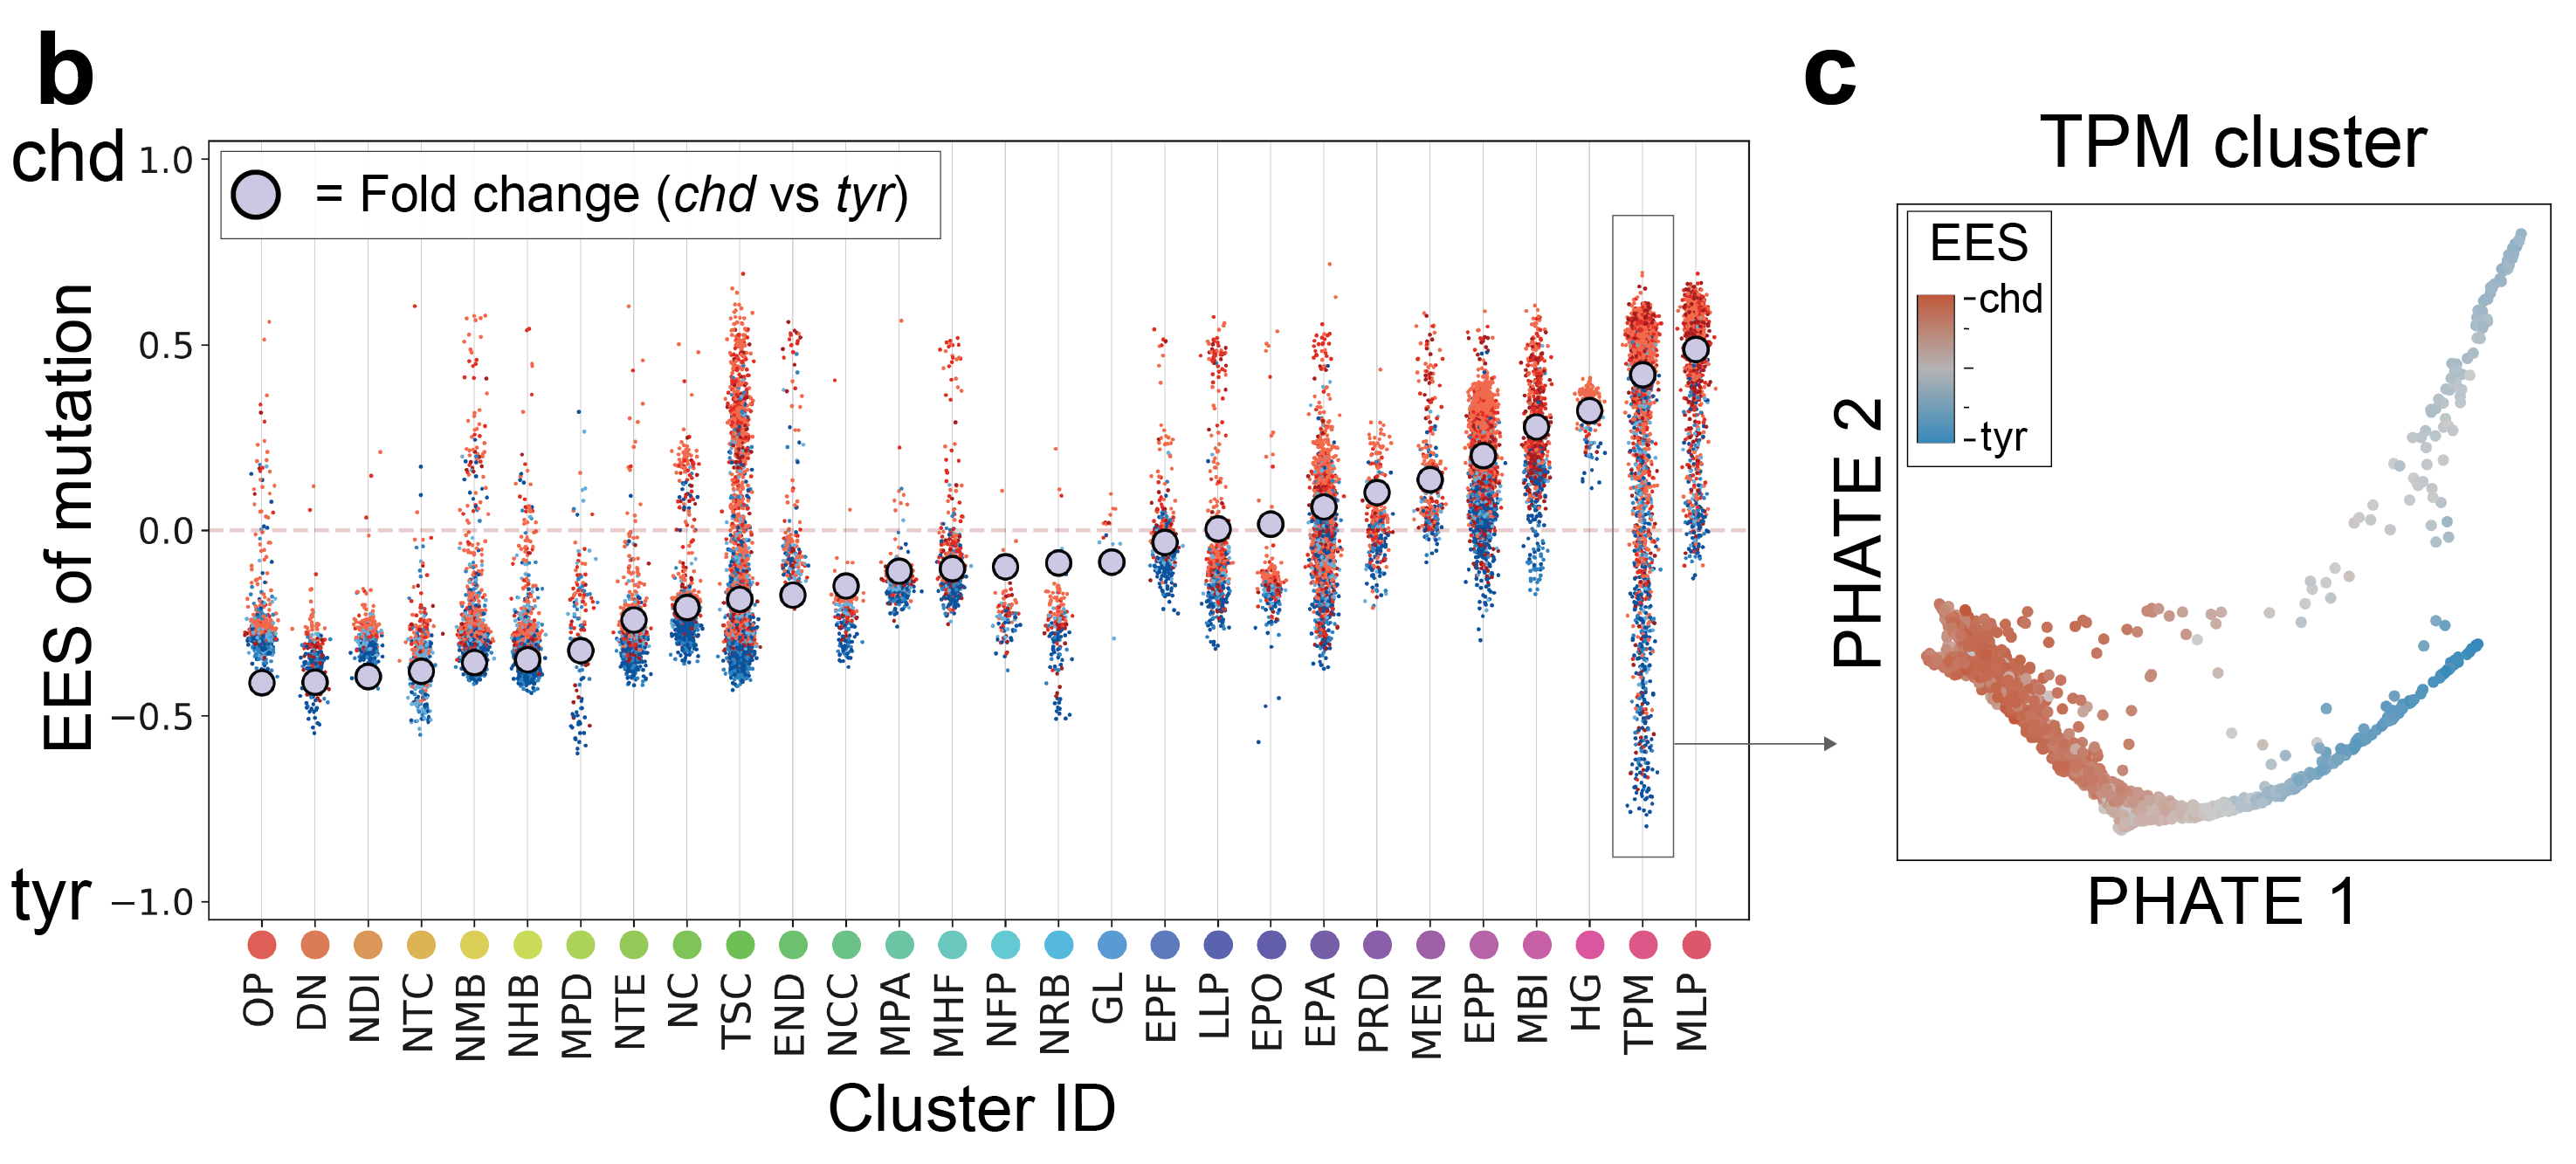 b
chd
1.0
= Fold change (chd vs tyr)
0.5
0.0
−0.5
−1.0
tyr
EES of mutation
OP
DN
NDI
NTC
NMB
NHB
MPD
NTE
NC
TSC
END
NCC
MPA
MHF
NFP
NRB
GL
EPF
LLP
EPO
EPA
PRD
MEN
EPP
MBI
HG
TPM
MLP
Cluster ID
c
TPM cluster
EES
chd
tyr
PHATE 2
PHATE 1